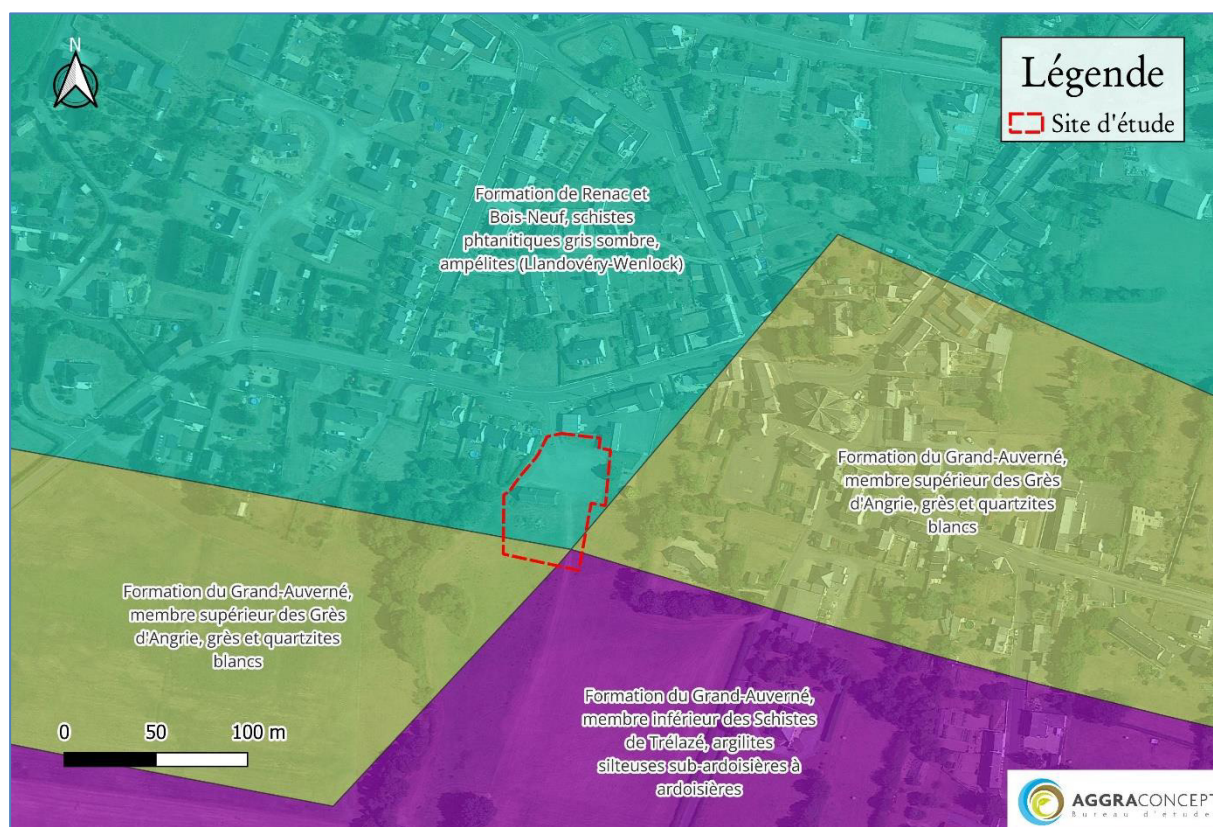 N
Légende
Site d'étude
Formation de Renac et
Bois-Neuf, schistes
phtanitiques gris sombre,
ampélites (Llandovéry-Wenlock)
Formation du Grand-Auverné,
membre supérieur des Grès
d'Angrie, grès et quartzites
blancs
Formation du Grand-Auverné,
membre supérieur des Grès
d'Angrie, grès et quartzites
blancs
Formation du Grand-Auverné,
membre inférieur des Schistes
de Trélazé, argilites
silteuses sub-ardoisières à
ardoisières
0 50 100 m
AGGRACONCEPT
Bureau d'etude